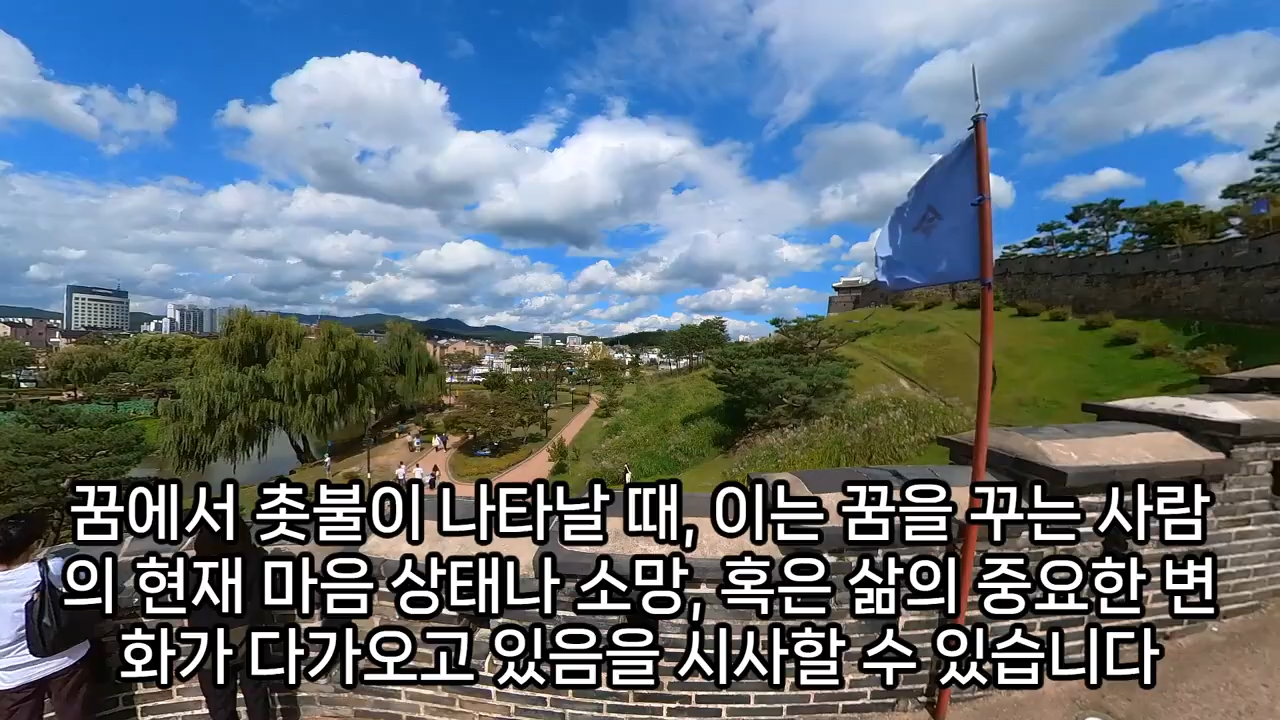 꿈에서 촛불이 나타날 때, 이는 꿈을 꾸는 사람
의 현재 마음 상태나 소망, 혹은 삶의 중요한 변
화가 다가오고 있음을 시사할 수 있습니다